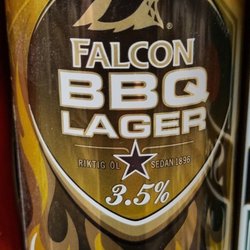 FALCON
BBQ
LAGER
RIKTIG ÖL SEDAN 1896
3.5%